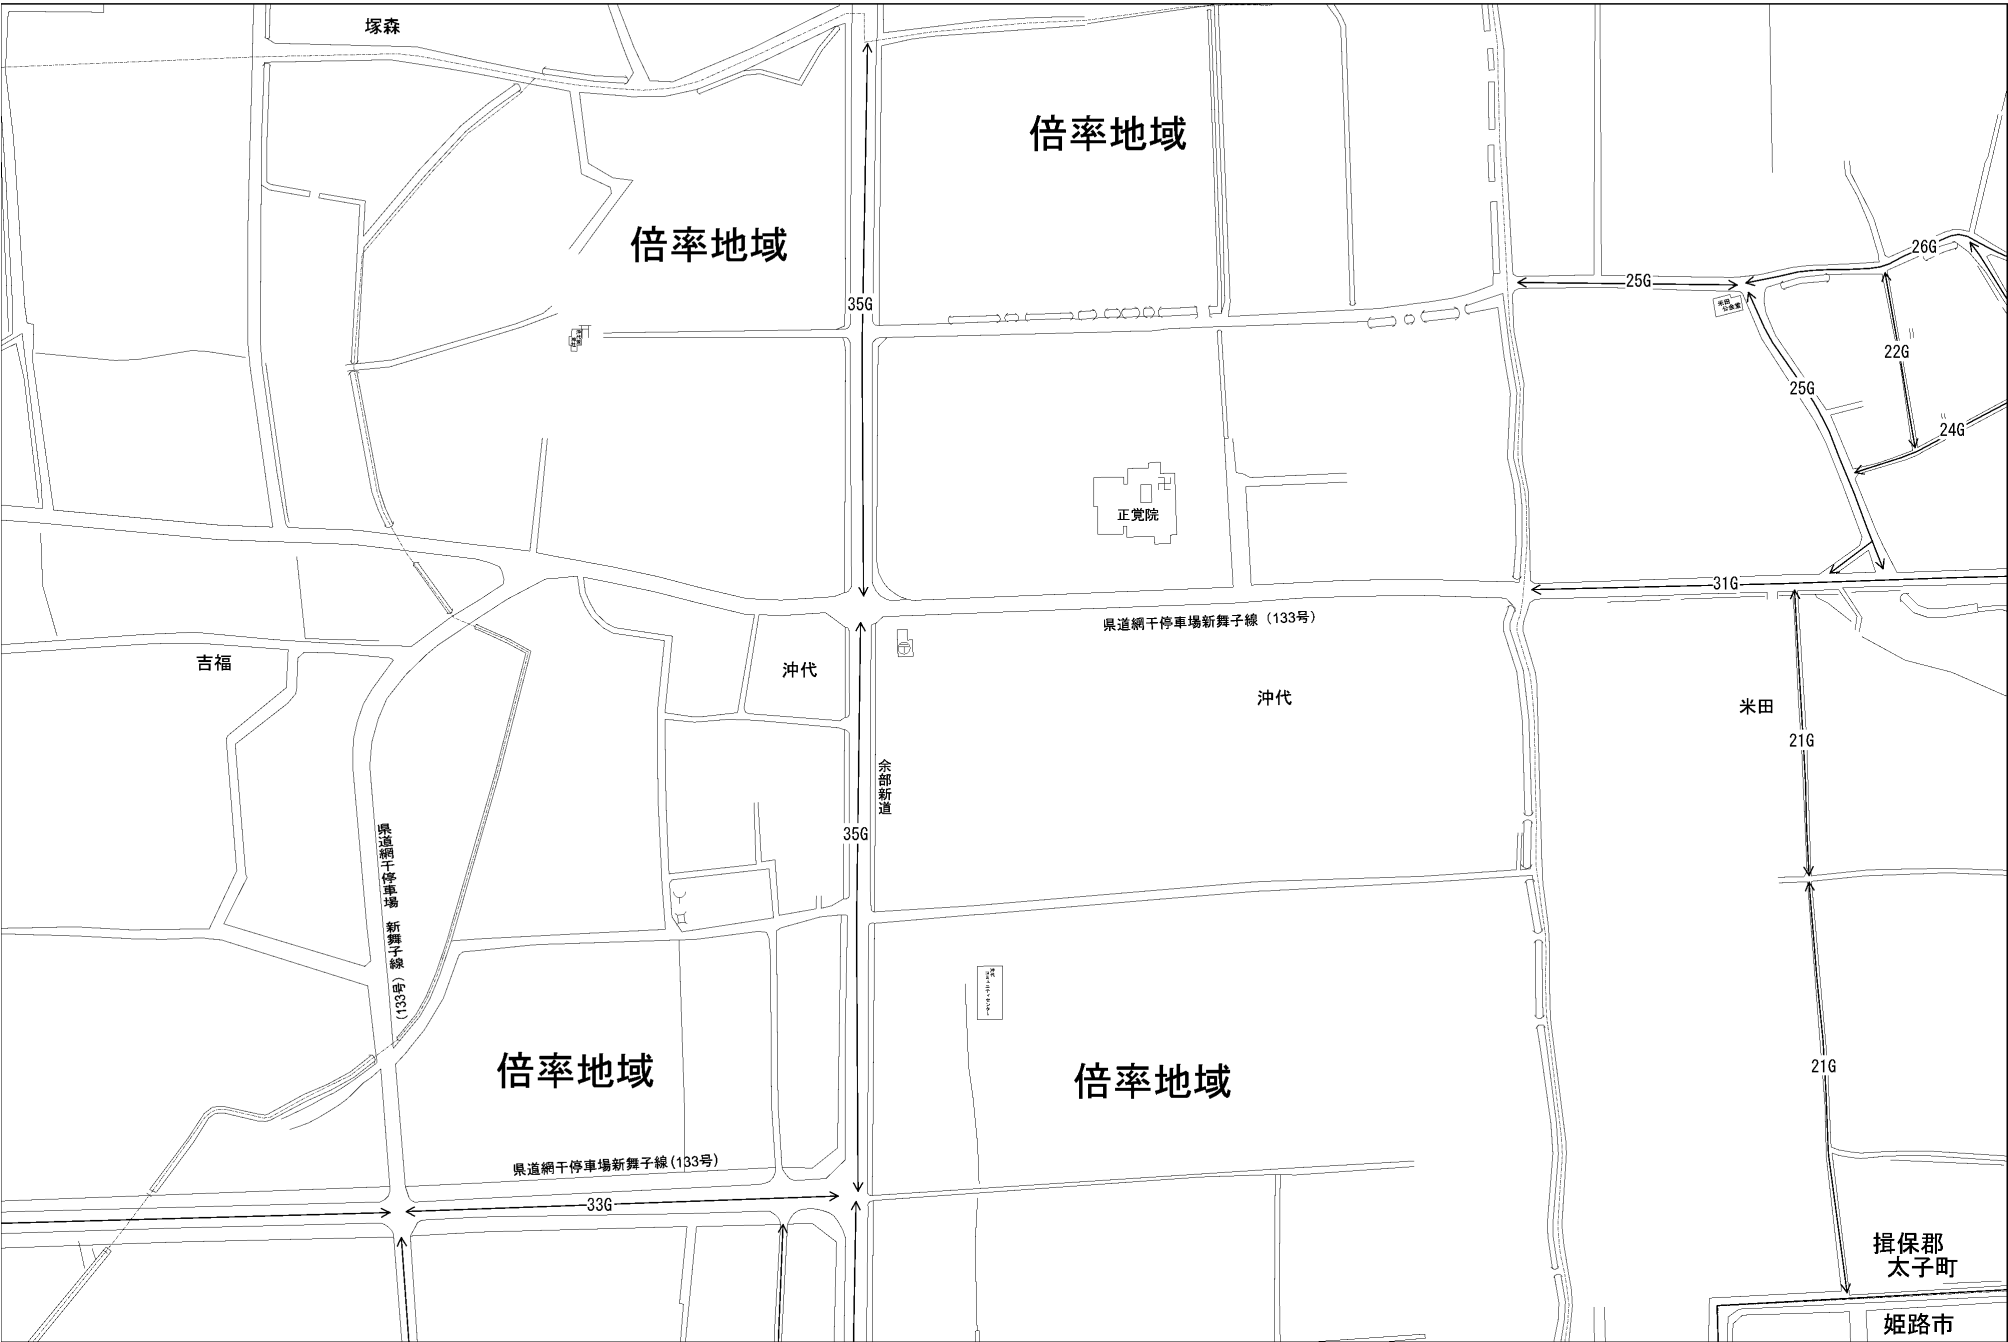 塚森
倍率地域
倍率地域
26G
25G
35G
米田
公会堂
22G
25G
24G
正覚院
31G
県道網干停車場新舞子線（133号）
吉福
沖代
沖代
米田
21G
余部新道
35G
県道網干停車場 新舞子線（133号）
倍率地域
倍率地域
21G
県道網干停車場新舞子線(133号)
33G
揖保郡
太子町
姫路市